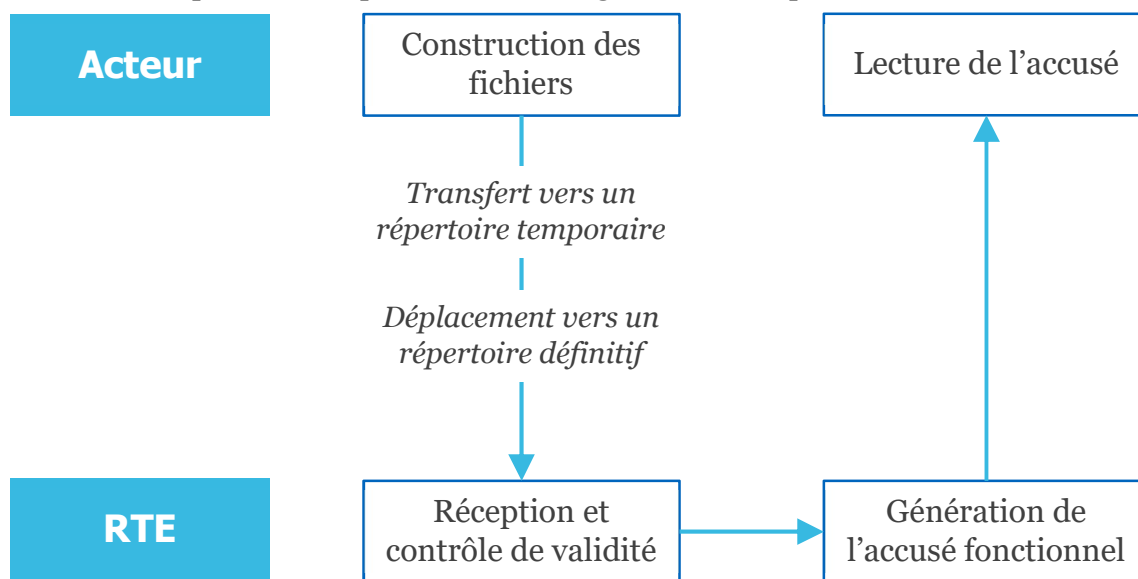 Acteur
Construction des
fichiers
Lecture de l’accusé
Transfert vers un
répertoire temporaire
Déplacement vers un
répertoire définitif
RTE
Réception et
contrôle de validité
Génération de
l’accusé fonctionnel